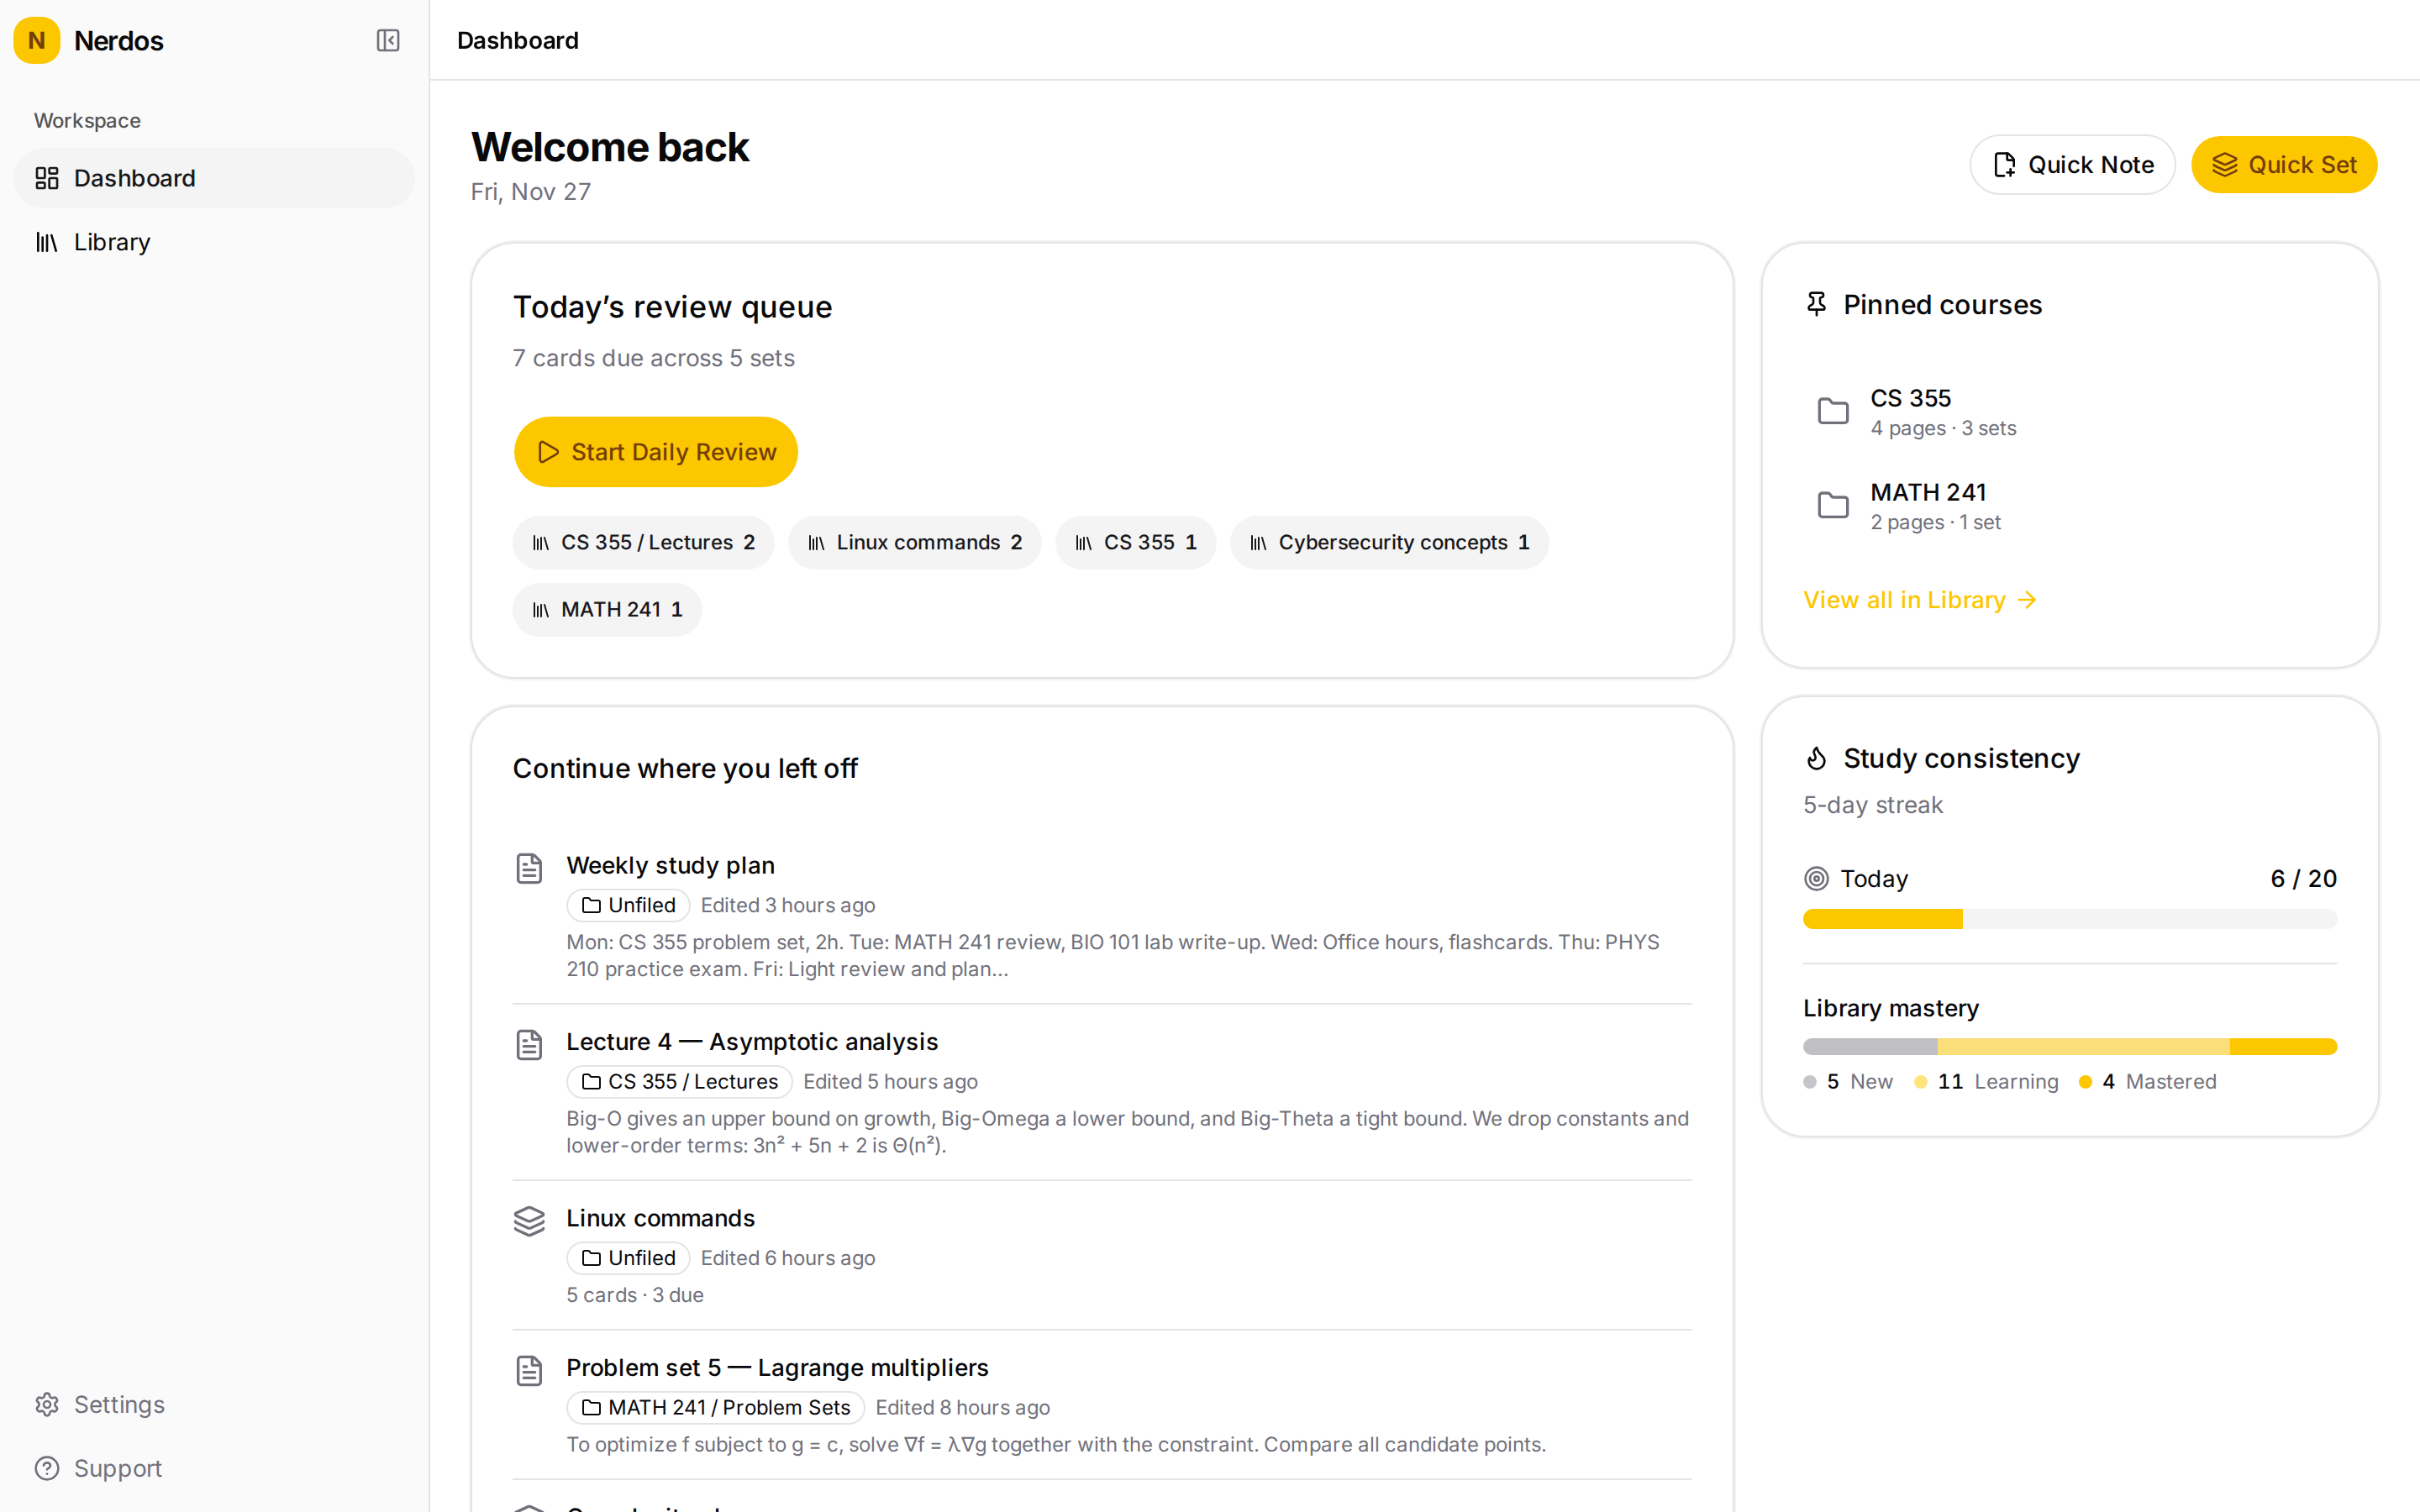 N
Nerdos
Workspace
Dashboard
Library
Settings
Support
Dashboard
Welcome back
Fri, Nov 27
Quick Note
Quick Set
Today’s review queue
7 cards due across 5 sets
Start Daily Review
CS 355 / Lectures 2
Linux commands 2
CS 355 1
Cybersecurity concepts 1
MATH 241 1
Continue where you left off
Weekly study plan
Unfiled Edited 3 hours ago
Mon: CS 355 problem set, 2h. Tue: MATH 241 review, BIO 101 lab write-up. Wed: Office hours, flashcards. Thu: PHYS
210 practice exam. Fri: Light review and plan...
Lecture 4 — Asymptotic analysis
CS 355 / Lectures Edited 5 hours ago
Big-O gives an upper bound on growth, Big-Omega a lower bound, and Big-Theta a tight bound. We drop constants and
lower-order terms: 3n² + 5n + 2 is Θ(n²).
Linux commands
Unfiled Edited 6 hours ago
5 cards · 3 due
Problem set 5 — Lagrange multipliers
MATH 241 / Problem Sets Edited 8 hours ago
To optimize f subject to g = c, solve ∇f = λ∇g together with the constraint. Compare all candidate points.
Pinned courses
CS 355
4 pages · 3 sets
MATH 241
2 pages · 1 set
View all in Library →
Study consistency
5-day streak
Today 6 / 20
Library mastery
5 New 11 Learning 4 Mastered